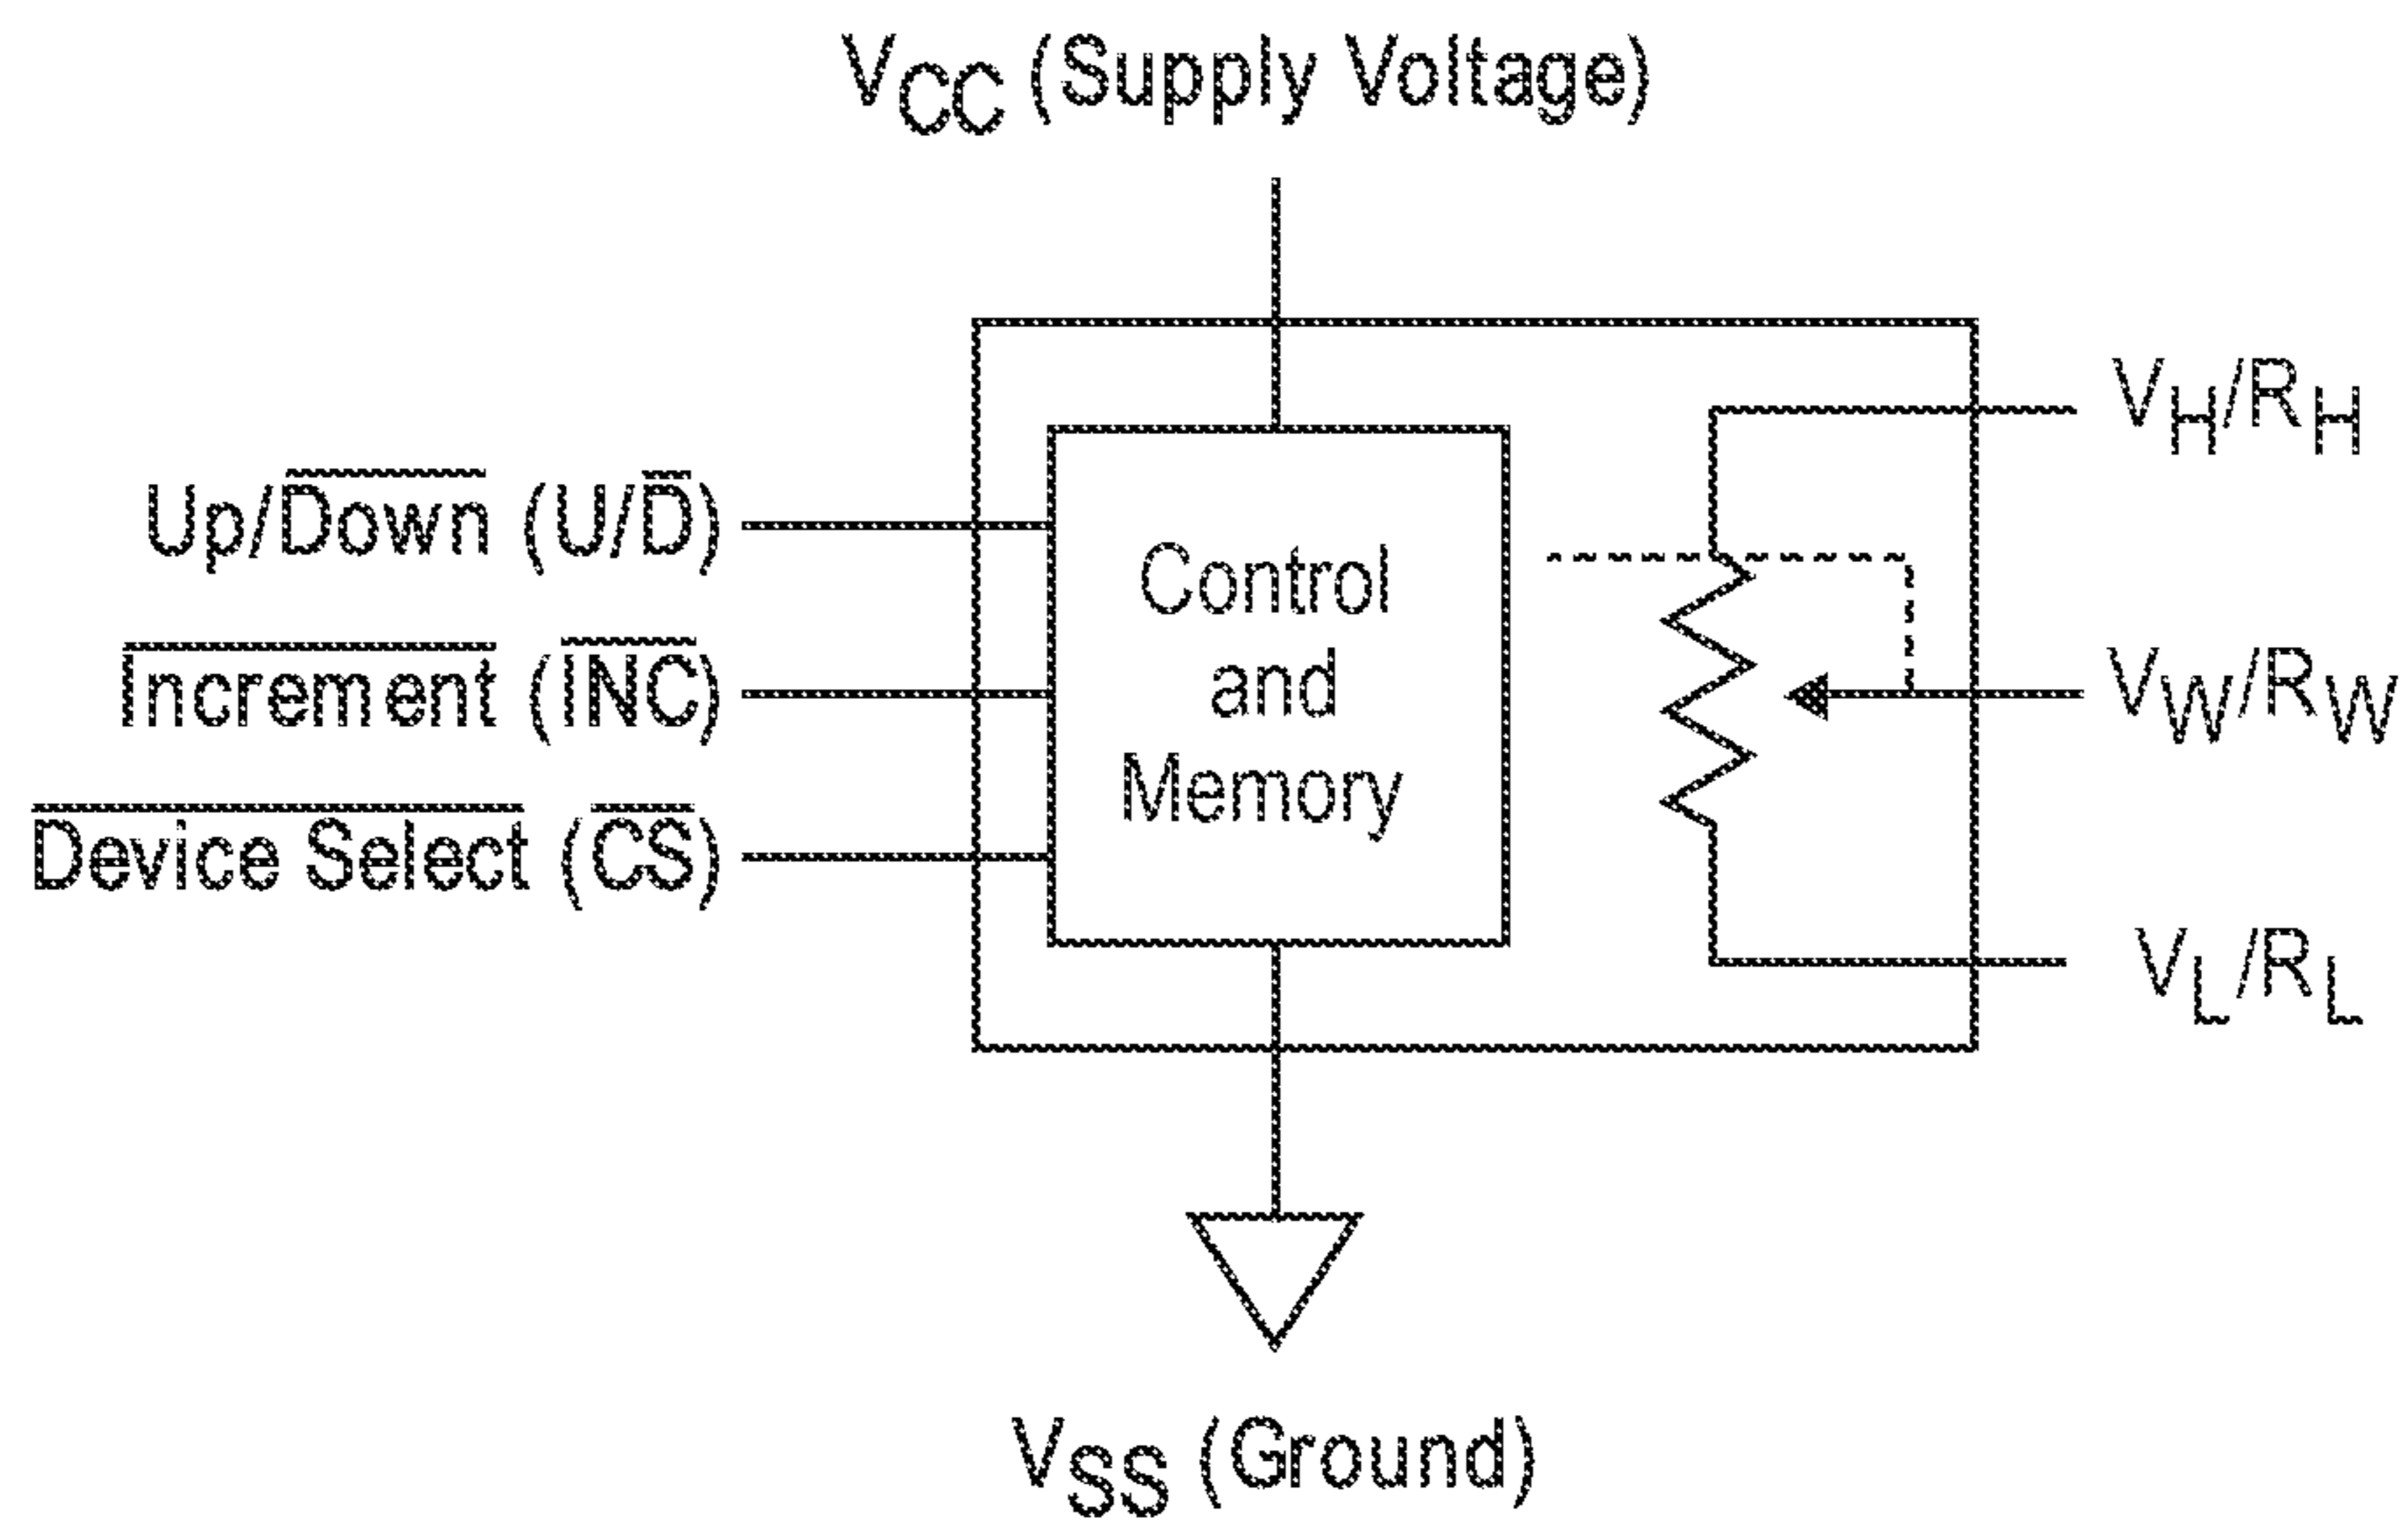 VCC (Supply Voltage)
VH/RH
Up/Down (U/D)
Control
and
Memory
Increment (INC)
VW/RW
Device Select (CS)
VL/RL
VSS (Ground)